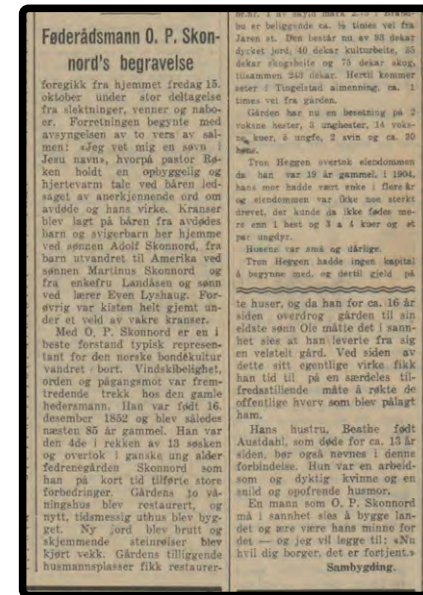 Føderådsmann O. P. Skon-
nord's begravelse
foregikk fra hjemmet fredag 15.
oktober under stor deltagelse
fra slektninger, venner og nabo-
er. Forretningen begynte med
avsyngelsen av to vers av sal-
men: «Jeg vet mig en søvn i
Jesu navn», hvorpå pastor Rø-
ken holdt en opbyggelig og
hjertevarm tale ved båren led-
saget av anerkjennende ord om
avdøde og hans virke. Kranser
blev lagt på båren fra avdødes
barn og svigerbarn her hjemme
ved sønnen Adolf Skonnord, fra
barn utvandret til Amerika ved
sønnen Martinus Skonnord og
fra enkefru Landåsen og sønn
ved lærer Even Lyshaug. For-
øvrig var kisten helt gjemt un-
der et veld av vakre kranser.
Med O. P. Skonnord er en i
beste forstand typisk represen-
tant for den norske bondekultur
vandret bort. Vindskibelighet,
orden og pågangsmot var frem-
tredende trekk hos den gamle
hedersmann. Han var født 16.
desember 1852 og blev således
næsten 85 år gammel. Han var
den 4de i rekken av 13 søsken
og overtok i ganske ung alder
fedrenegården Skonnord som
han på kort tid tilførte store
forbedringer. Gårdens to vå-
ningshus blev restaurert, og
nytt, tidsmessig uthus blev byg-
get. Ny jord blev brutt og
skjemmende steinrøiser blev
kjørt vekk. Gårdens tilliggende
husmannsplasser fikk restaurer-
bu er beliggende ca. ¼ times vei fra
Jaren st. Den består nu av 93 dekar
dyrket jord, 40 dekar kulturbeite, 35
dekar skogsbeite og 75 dekar skog,
tilsammen 243 dekar. Hertil kommer
seter i Tingelstad almenning, ca. 1
times vei fra gården.
Gården har nu en besetning på 2
voksne hester, 3 unghester, 14 voks-
kuer, 5 ungfe, 2 svin og ca. 20
høns.
Tron Heggen overtok eiendommen
da han var 19 år gammel, i 1904,
hans mor hadde vært enke i flere år
og eiendommen var ikke noe sterkt
drevet, der kunde da ikke fødes me-
re enn 1 hest og 3 a 4 kuer og et
par ungdyr.
Husene var små og dårlige.
Tron Heggen hadde ingen kapital
å begynne med, og dertil gjeld på
te huser, og da han for ca. 16 år
siden overdrog gården til sin
eldste sønn Ole måtte det i sann-
het sies at han leverte fra sig
en velstelt gård. Ved siden av
dette sitt egentlige virke fikk
han tid til på en særdeles til-
fredsstillende måte å røkte de
offentlige hverv som blev pålagt
ham.
Hans hustru, Beathe født
Austdahl, som døde for ca. 13 år
siden, bør også nevnes i denne
forbindelse. Hun var en arbeid-
som og dyktig kvinne og en
snild og opofrende husmor.
En mann som O. P. Skonnord
må i sannhet sies å bygge lan-
det og ære være hans minne for
det — og jeg vil legge til: «Nu
hvil dig borger, det er fortjent.»
Sambygding.